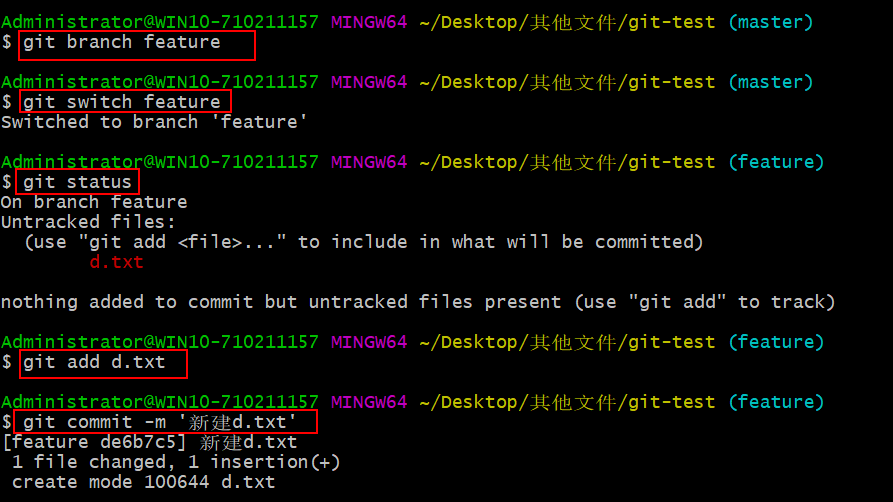 Administrator@WIN10-710211157 MINGW64 ~/Desktop/其他文件/git-test (master)
$ git branch feature
Administrator@WIN10-710211157 MINGW64 ~/Desktop/其他文件/git-test (master)
$ git switch feature
Switched to branch 'feature'
Administrator@WIN10-710211157 MINGW64 ~/Desktop/其他文件/git-test (feature)
$ git status
On branch feature
Untracked files:
  (use "git add <file>..." to include in what will be committed)
        d.txt
nothing added to commit but untracked files present (use "git add" to track)
Administrator@WIN10-710211157 MINGW64 ~/Desktop/其他文件/git-test (feature)
$ git add d.txt
Administrator@WIN10-710211157 MINGW64 ~/Desktop/其他文件/git-test (feature)
$ git commit -m '新建d.txt'
[feature de6b7c5] 新建d.txt
 1 file changed, 1 insertion(+)
 create mode 100644 d.txt